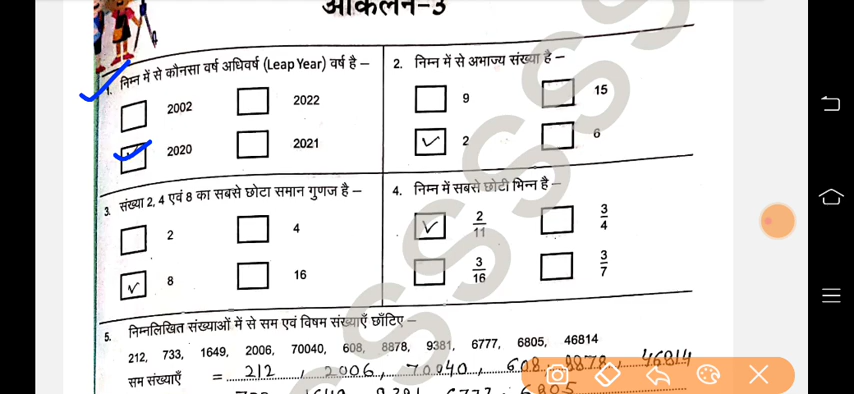 आकलन-3
1. निम्न में से कौनसा वर्ष अधिवर्ष (Leap Year) वर्ष है –
2002 2022
2020 2021
2. निम्न में से अभाज्य संख्या है –
9 15
2 6
3. संख्या 2, 4 एवं 8 का सबसे छोटा समान गुणज है –
2 4
8 16
4. निम्न में सबसे छोटी भिन्न है –
2/11 3/4
3/16 3/7
5. निम्नलिखित संख्याओं में से सम एवं विषम संख्याएँ छाँटिए –
212, 733, 1649, 2006, 70040, 608, 8878, 9381, 6777, 6805, 46814
सम संख्याएँ = 212, 2006, 70040, 608, 8878, 46814
6777, 6805